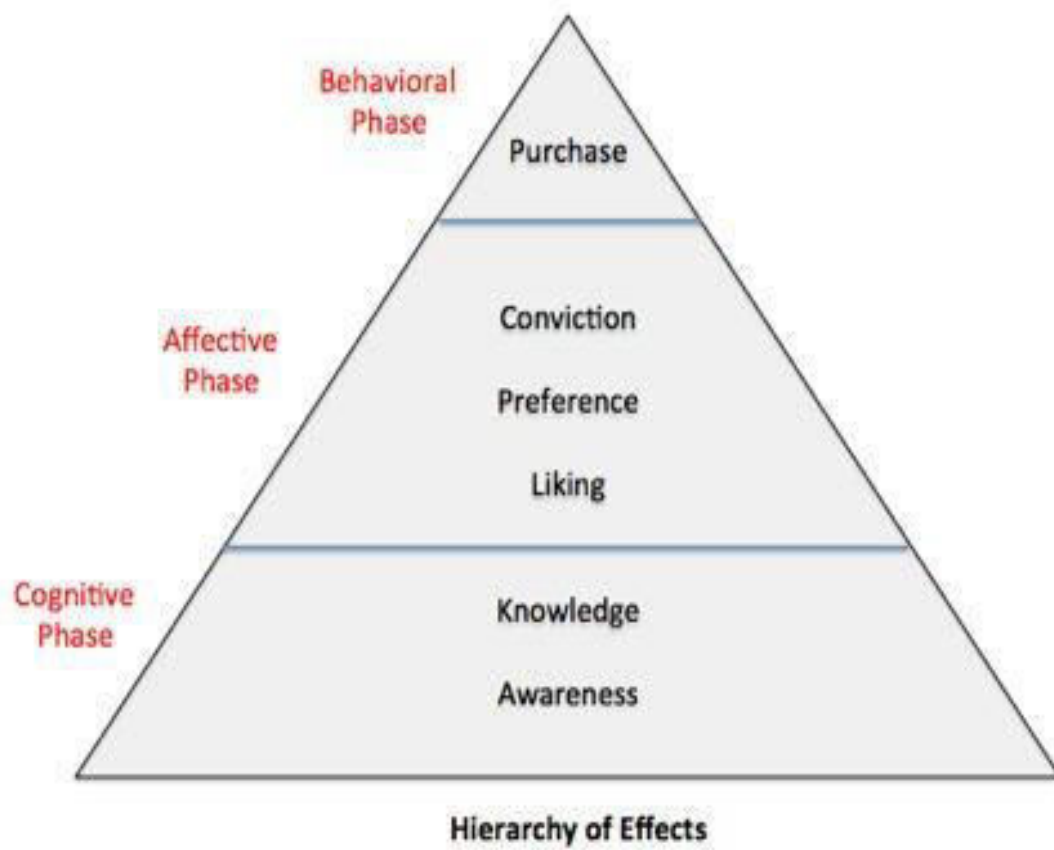 Behavioral
Phase
Purchase
Affective
Phase
Conviction
Preference
Liking
Cognitive
Phase
Knowledge
Awareness
Hierarchy of Effects